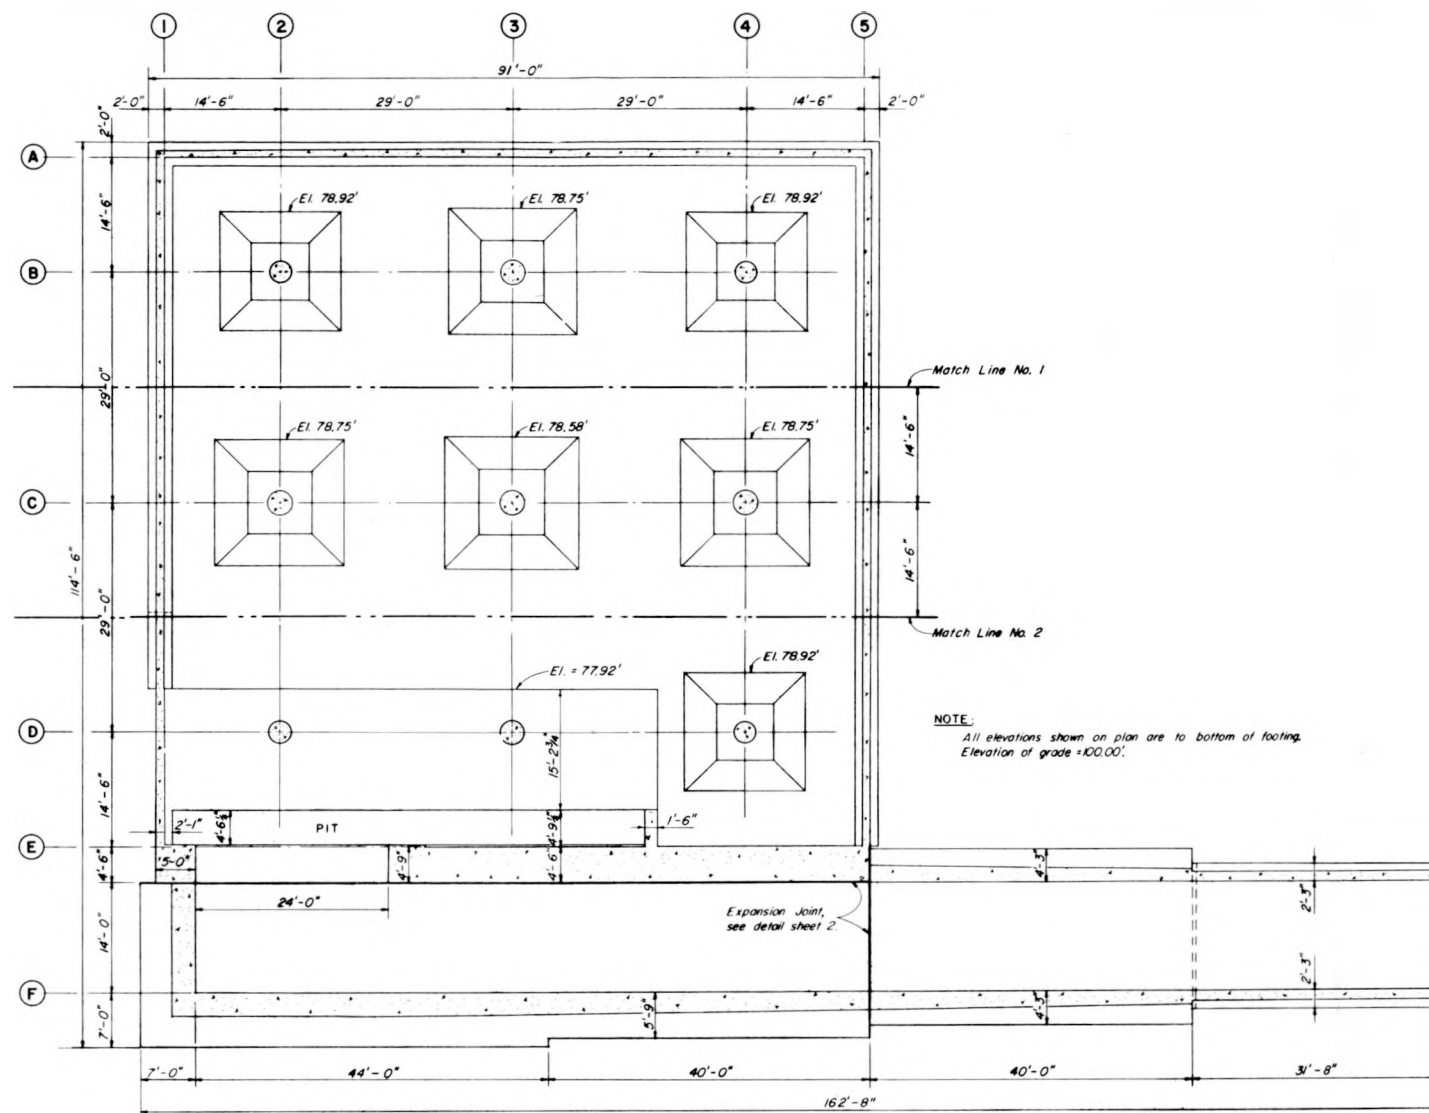 1 2 3 4 5
91'-0"
2'-0" 14'-6" 29'-0" 29'-0" 14'-6" 2'-0"
2'-0"
A
El. 78.92' El. 78.75' El. 78.92'
14'-6"
B
Match Line No. 1
29'-0"
El. 78.75' El. 78.58' El. 78.75'
14'-6"
C
14'-6"
114'-6"
29'-0"
Match Line No. 2
El. 78.92'
El. = 77.92'
NOTE:
All elevations shown on plan are to bottom of footing.
Elevation of grade =100.00'.
D
15'-2¾"
14'-6"
2'-1" 4'-6½" PIT 4'-9½" 1'-6"
E
4'-6" 5'-0" 4'-9" 4'-6" 4'-3"
24'-0" 2'-3"
Expansion Joint,
see detail sheet 2.
14'-0"
2'-3"
F
7'-0" 5'-9" 4'-3"
7'-0" 44'-0" 40'-0" 40'-0" 31'-8"
162'-8"